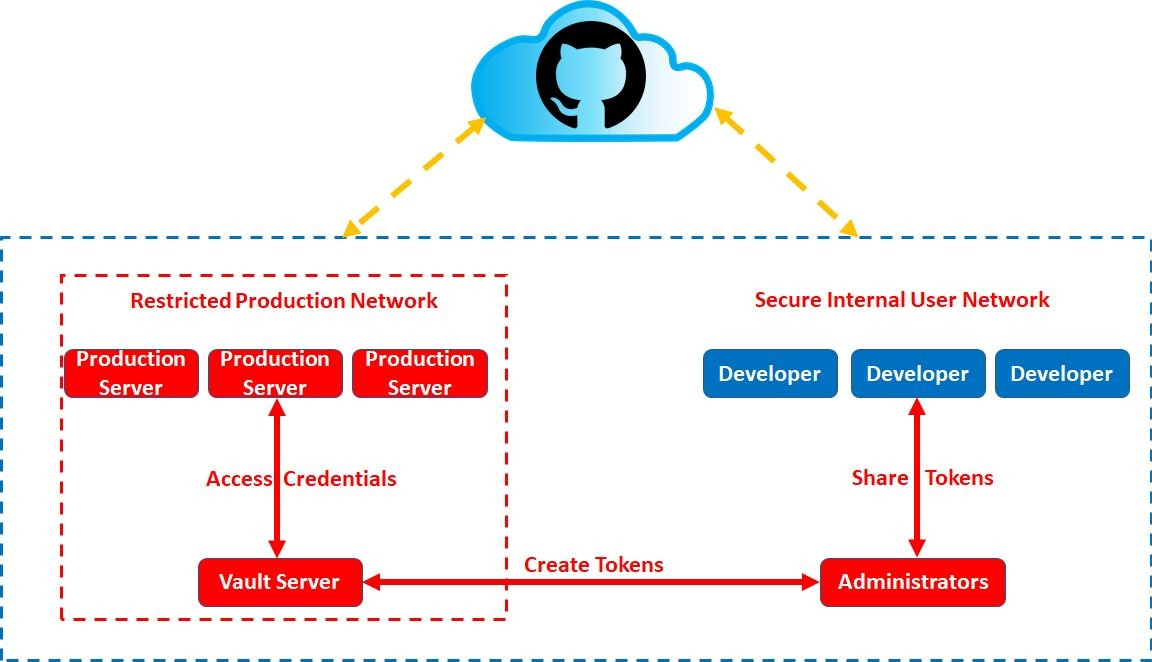 Restricted Production Network
Secure Internal User Network
Production
Server
Production
Server
Production
Server
Developer
Developer
Developer
Access Credentials
Share Tokens
Create Tokens
Vault Server
Administrators